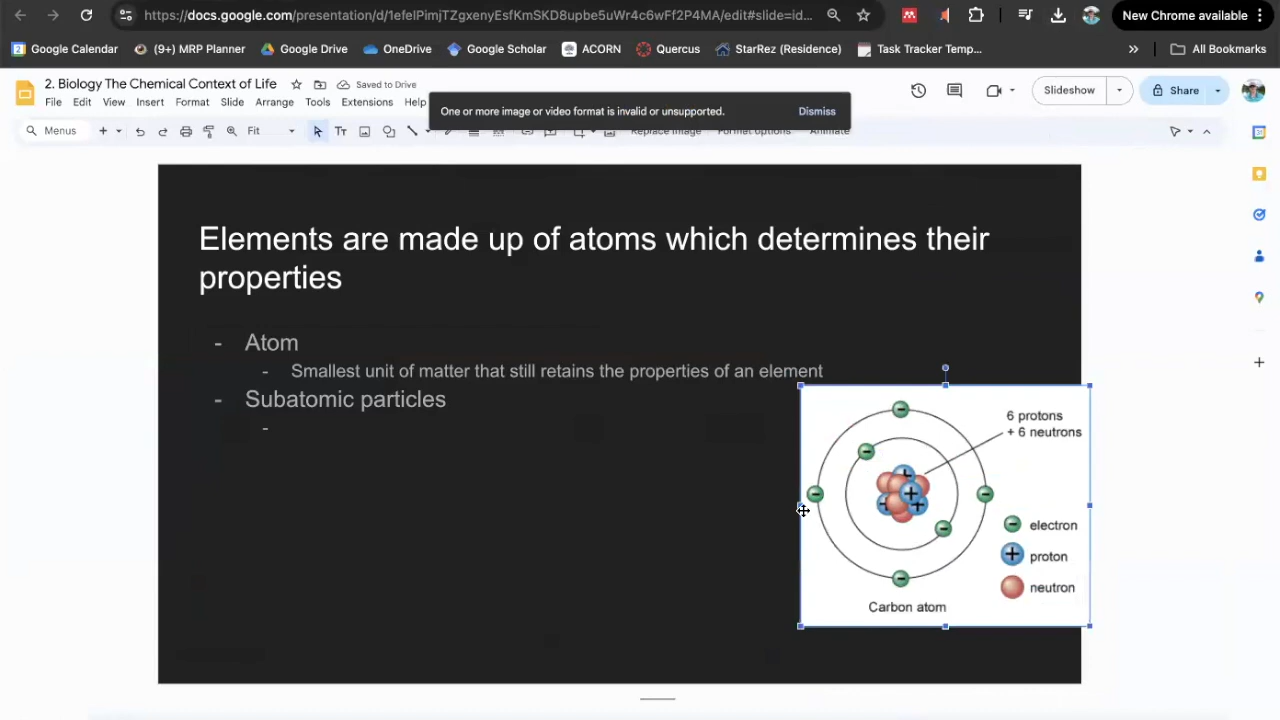 https://docs.google.com/presentation/d/1efeIPimjTZgxenyEsfKmSKD8upbe5uWr4c6wFf2P4MA/edit#slide=id...
New Chrome available
Google Calendar
(9+) MRP Planner
Google Drive
OneDrive
Google Scholar
ACORN
Quercus
StarRez (Residence)
Task Tracker Temp...
All Bookmarks
2. Biology The Chemical Context of Life
Saved to Drive
File Edit View Insert Format Slide Arrange Tools Extensions Help
One or more image or video format is invalid or unsupported.
Dismiss
Slideshow
Share
Menus
Fit
Replace image
Format options
Animate
Elements are made up of atoms which determines their
properties
- Atom
- Smallest unit of matter that still retains the properties of an element
- Subatomic particles
-
6 protons
+ 6 neutrons
electron
proton
neutron
Carbon atom